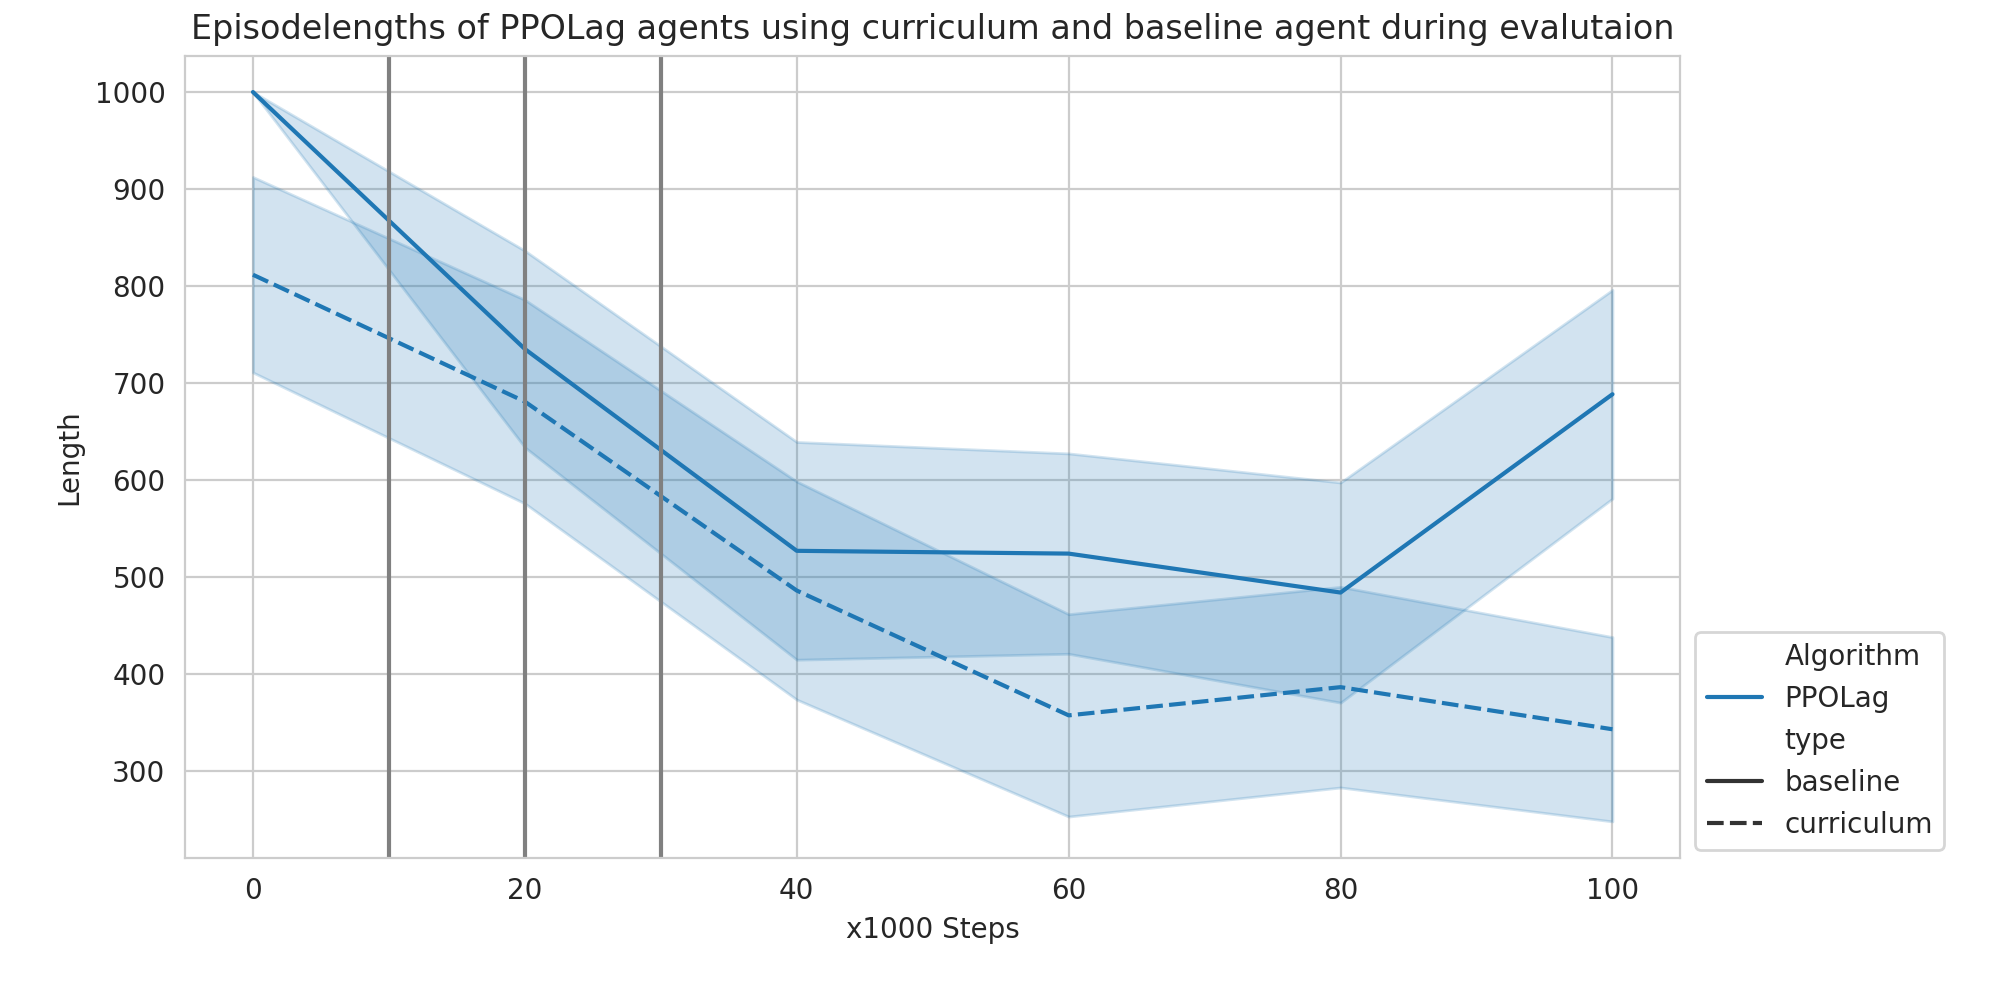 Episodelengths of PPOLag agents using curriculum and baseline agent during evalutaion
1000
900
800
700
600
500
400
300
Length
0 20 40 60 80 100
x1000 Steps
Algorithm
PPOLag
type
baseline
curriculum